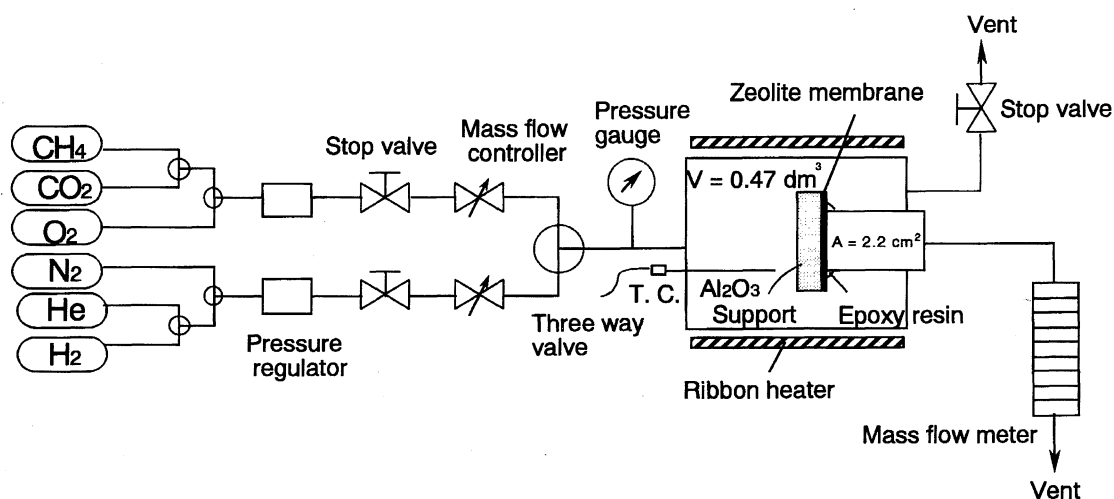 Vent
Zeolite membrane
Stop valve
Pressure
gauge
Mass flow
controller
Stop valve
CH4
CO2
O2
N2
He
H2
V = 0.47 dm³
A = 2.2 cm²
T. C.
Al2O3
Support
Epoxy resin
Three way
valve
Pressure
regulator
Ribbon heater
Mass flow meter
Vent